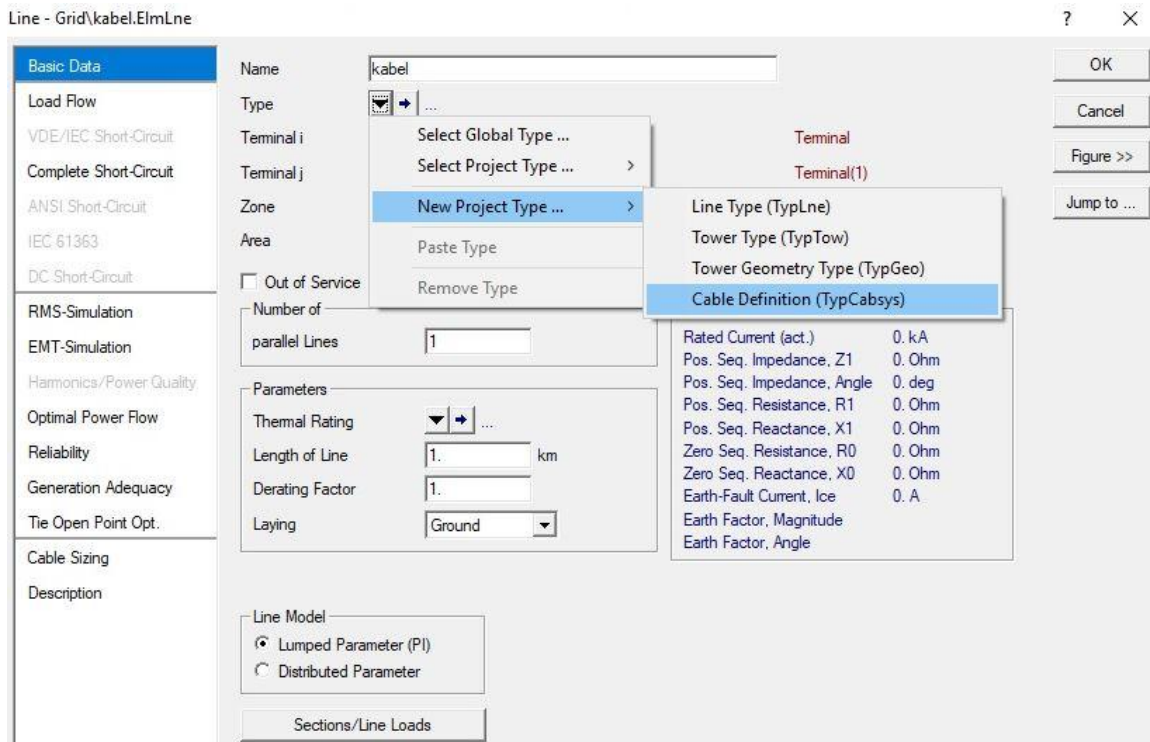 Line - Grid\kabel.ElmLne
?
Basic Data
Load Flow
VDE/IEC Short-Circuit
Complete Short-Circuit
ANSI Short-Circuit
IEC 61363
DC Short-Circuit
RMS-Simulation
EMT-Simulation
Harmonics/Power Quality
Optimal Power Flow
Reliability
Generation Adequacy
Tie Open Point Opt.
Cable Sizing
Description
Name kabel
Type ...
Terminal i Terminal
Terminal j Terminal(1)
Zone
Area
Out of Service
Select Global Type ...
Select Project Type ...
New Project Type ...
Paste Type
Remove Type
Line Type (TypLne)
Tower Type (TypTow)
Tower Geometry Type (TypGeo)
Cable Definition (TypCabsys)
Number of
parallel Lines 1
Parameters
Thermal Rating ...
Length of Line 1. km
Derating Factor 1.
Laying Ground
Rated Current (act.) 0. kA
Pos. Seq. Impedance, Z1 0. Ohm
Pos. Seq. Impedance, Angle 0. deg
Pos. Seq. Resistance, R1 0. Ohm
Pos. Seq. Reactance, X1 0. Ohm
Zero Seq. Resistance, R0 0. Ohm
Zero Seq. Reactance, X0 0. Ohm
Earth-Fault Current, Ice 0. A
Earth Factor, Magnitude
Earth Factor, Angle
Line Model
Lumped Parameter (PI)
Distributed Parameter
Sections/Line Loads
OK
Cancel
Figure >>
Jump to ...